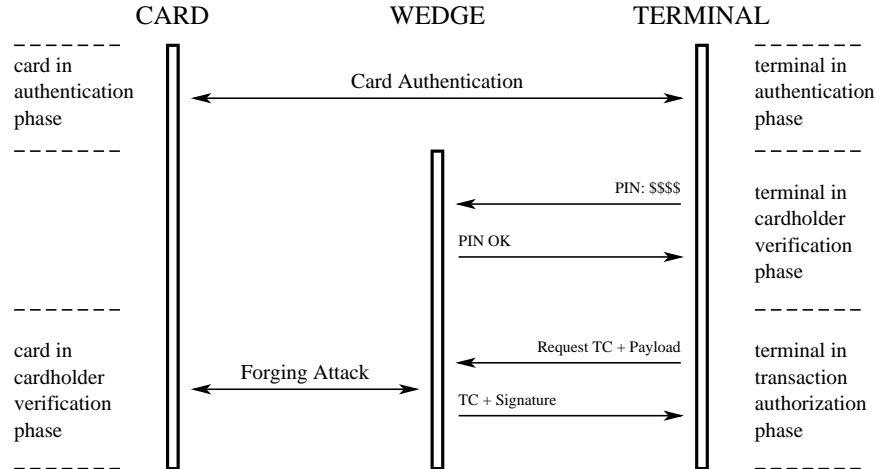 CARD
WEDGE
TERMINAL
card in
authentication
phase
Card Authentication
terminal in
authentication
phase
PIN: $$$$
PIN OK
terminal in
cardholder
verification
phase
card in
cardholder
verification
phase
Forging Attack
Request TC + Payload
TC + Signature
terminal in
transaction
authorization
phase